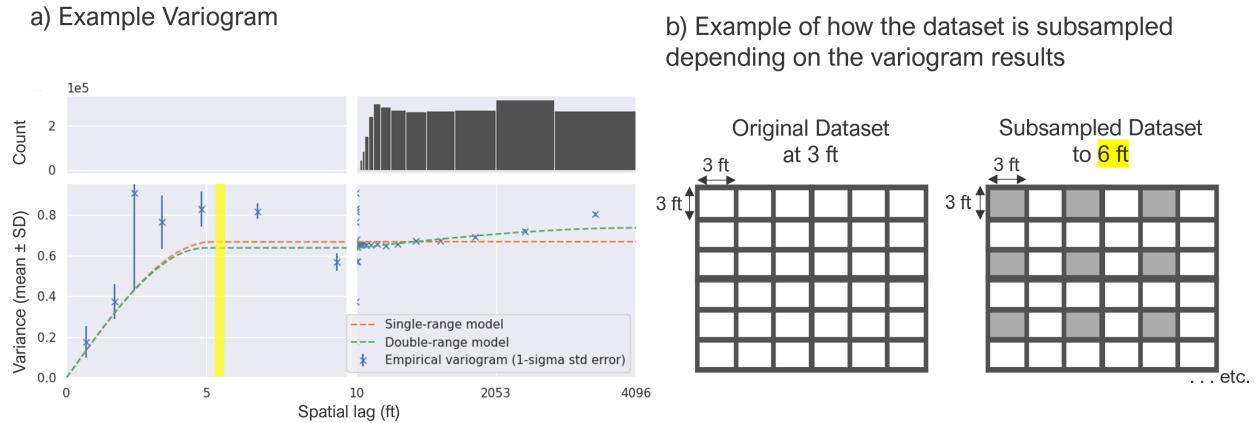 a) Example Variogram
1e5
Count
2
0
Variance (mean ± SD)
0.8
0.6
0.4
0.2
0.0
Single-range model
Double-range model
Empirical variogram (1-sigma std error)
0
5
10
2053
4096
Spatial lag (ft)
b) Example of how the dataset is subsampled
depending on the variogram results
Original Dataset
at 3 ft
3 ft
3 ft
Subsampled Dataset
to 6 ft
3 ft
3 ft
. . . etc.